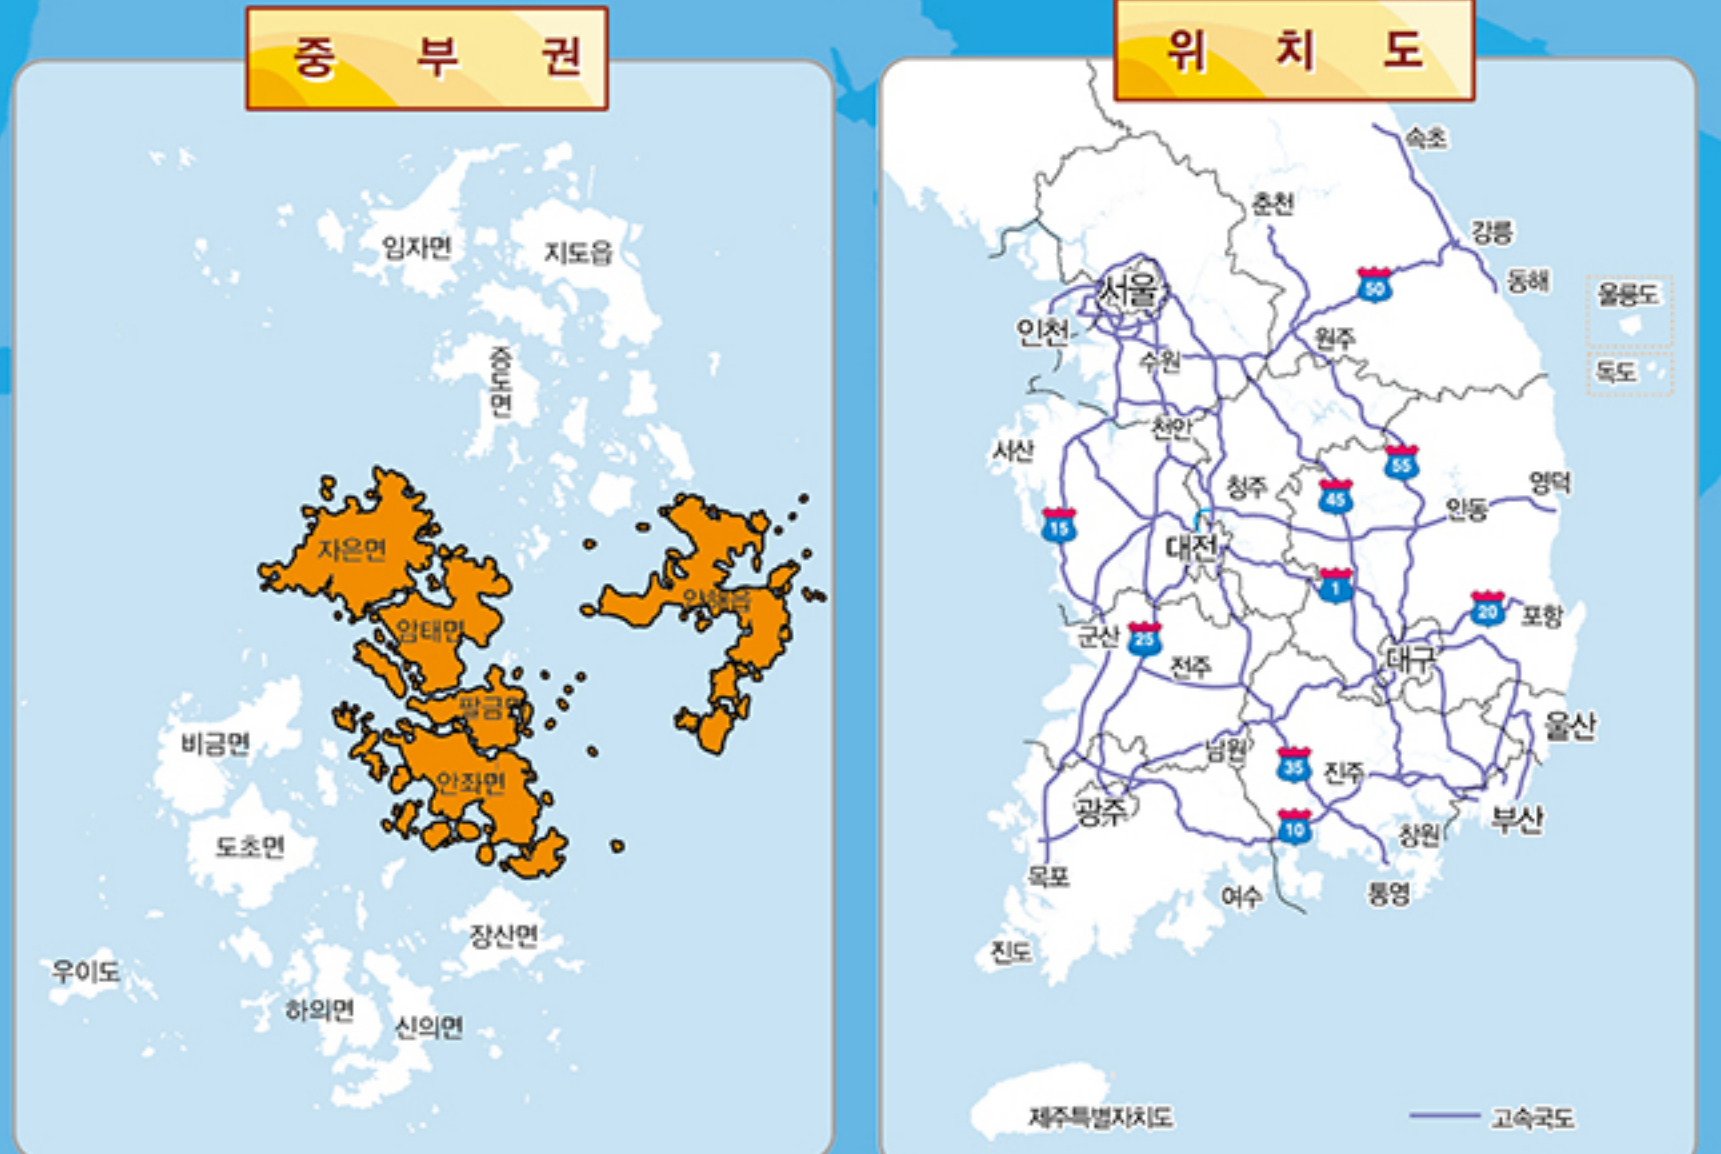 중 부 권
임자면
지도읍
증도면
자은면
암태면
압해읍
팔금면
비금면
안좌면
도초면
장산면
우이도
하의면
신의면
위 치 도
속초
춘천
강릉
동해
50
울릉도
서울
인천
원주
수원
독도
천안
서산
55
청주
45
영덕
안동
15
대전
1
20
포항
군산
25
전주
대구
울산
남원
35
진주
광주
10
창원
부산
목포
여수
통영
진도
제주특별자치도
고속국도